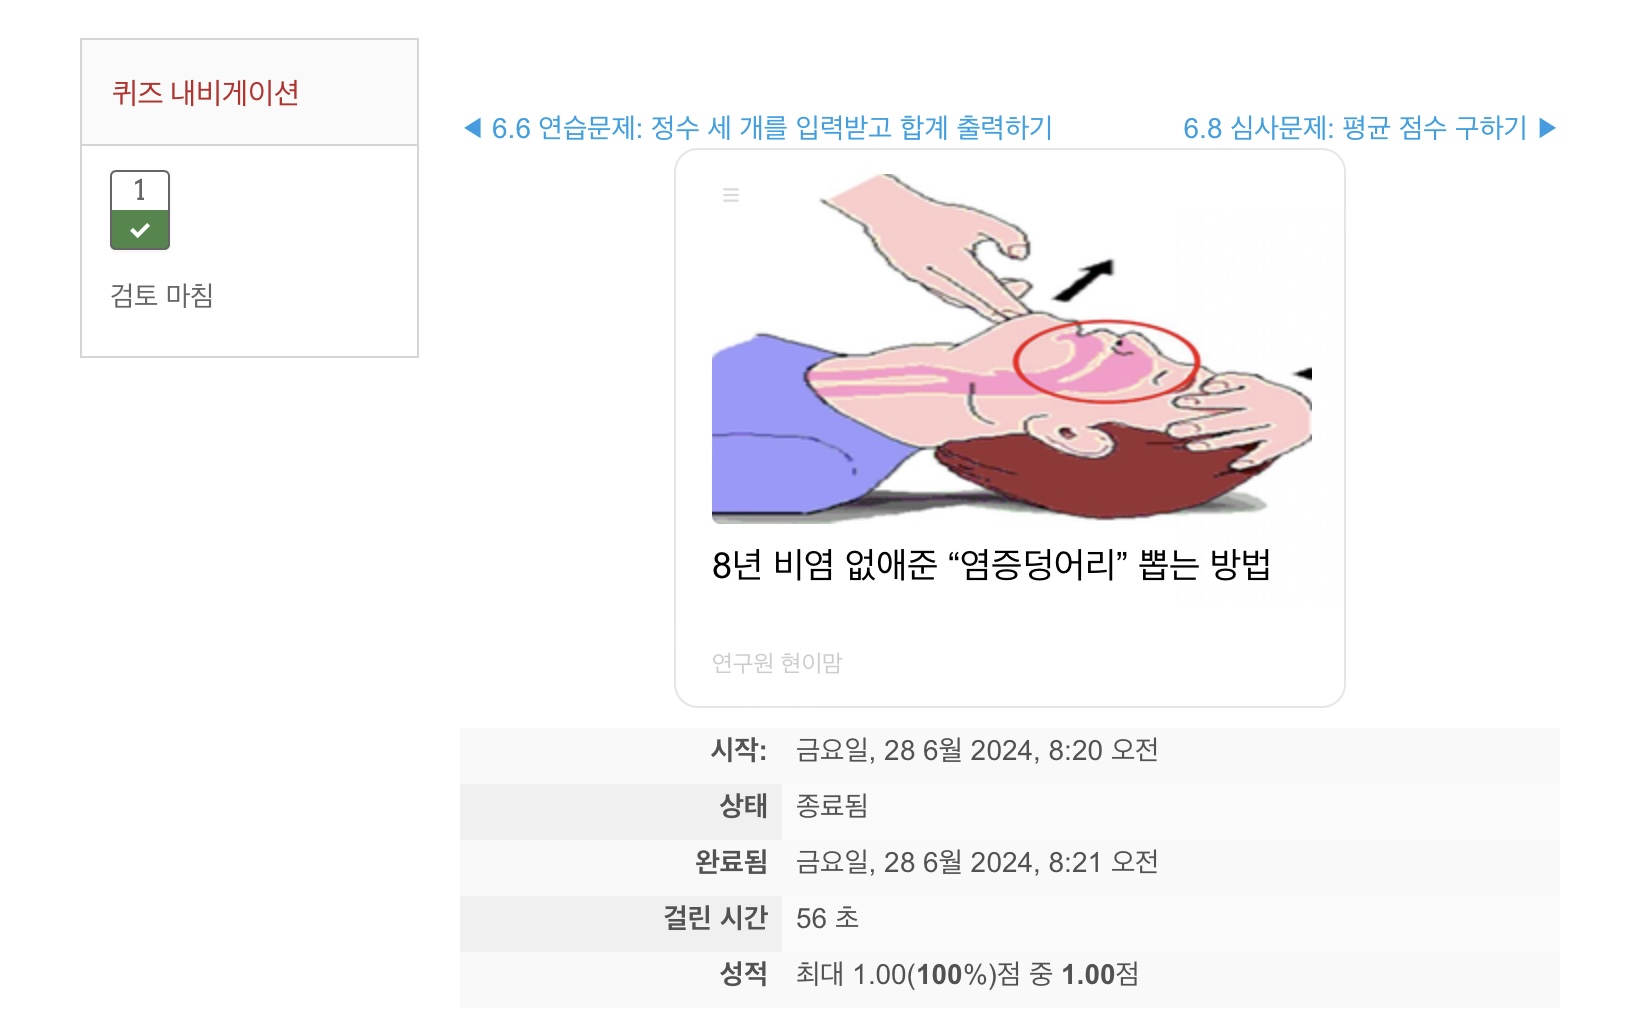 퀴즈 내비게이션
1
검토 마침
◀ 6.6 연습문제: 정수 세 개를 입력받고 합계 출력하기
6.8 심사문제: 평균 점수 구하기 ▶
8년 비염 없애준 “염증덩어리” 뽑는 방법
연구원 현이맘
시작: 금요일, 28 6월 2024, 8:20 오전
상태 종료됨
완료됨 금요일, 28 6월 2024, 8:21 오전
걸린 시간 56 초
성적 최대 1.00(100%)점 중 1.00점